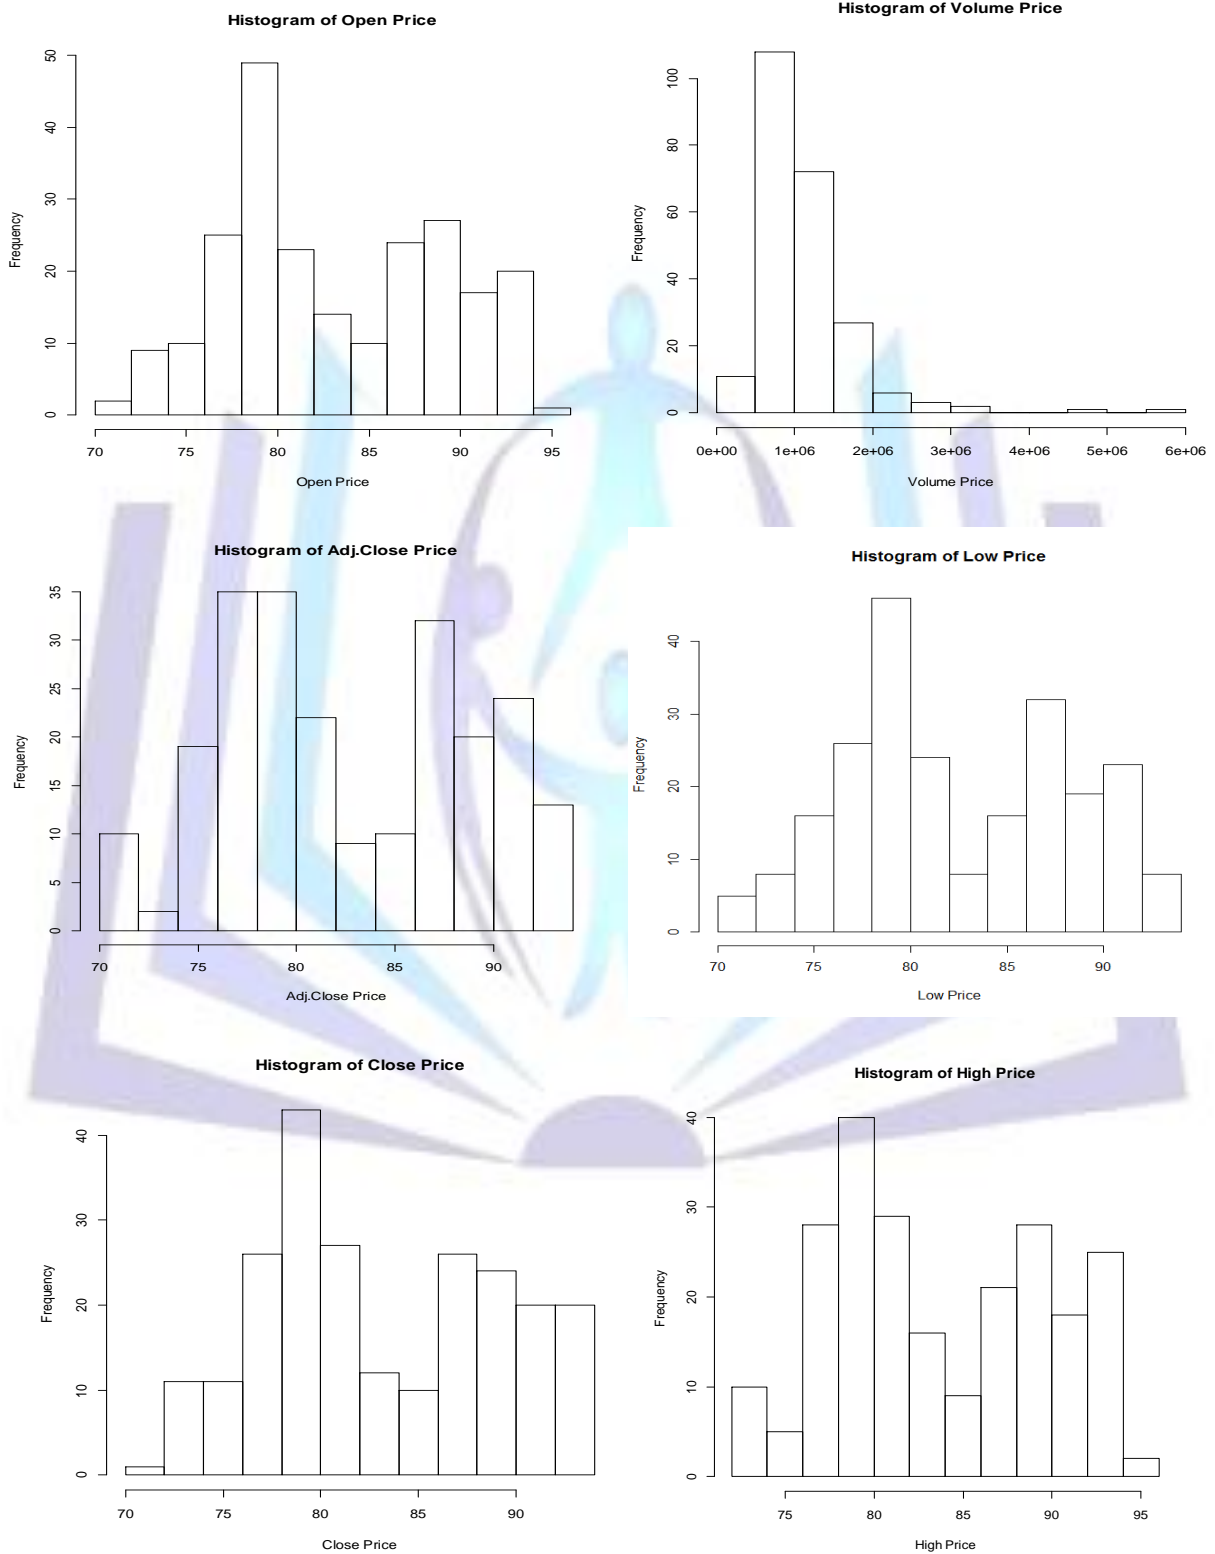 Histogram of Open Price
50
40
30
20
10
0
Frequency
70 75 80 85 90 95
Open Price
Histogram of Volume Price
100
80
60
40
20
0
Frequency
0e+00 1e+06 2e+06 3e+06 4e+06 5e+06 6e+06
Volume Price
Histogram of Adj.Close Price
35
30
25
20
15
10
5
0
Frequency
70 75 80 85 90
Adj.Close Price
Histogram of Low Price
40
30
20
10
0
Frequency
70 75 80 85 90
Low Price
Histogram of Close Price
40
30
20
10
0
Frequency
70 75 80 85 90
Close Price
Histogram of High Price
40
30
20
10
0
Frequency
75 80 85 90 95
High Price